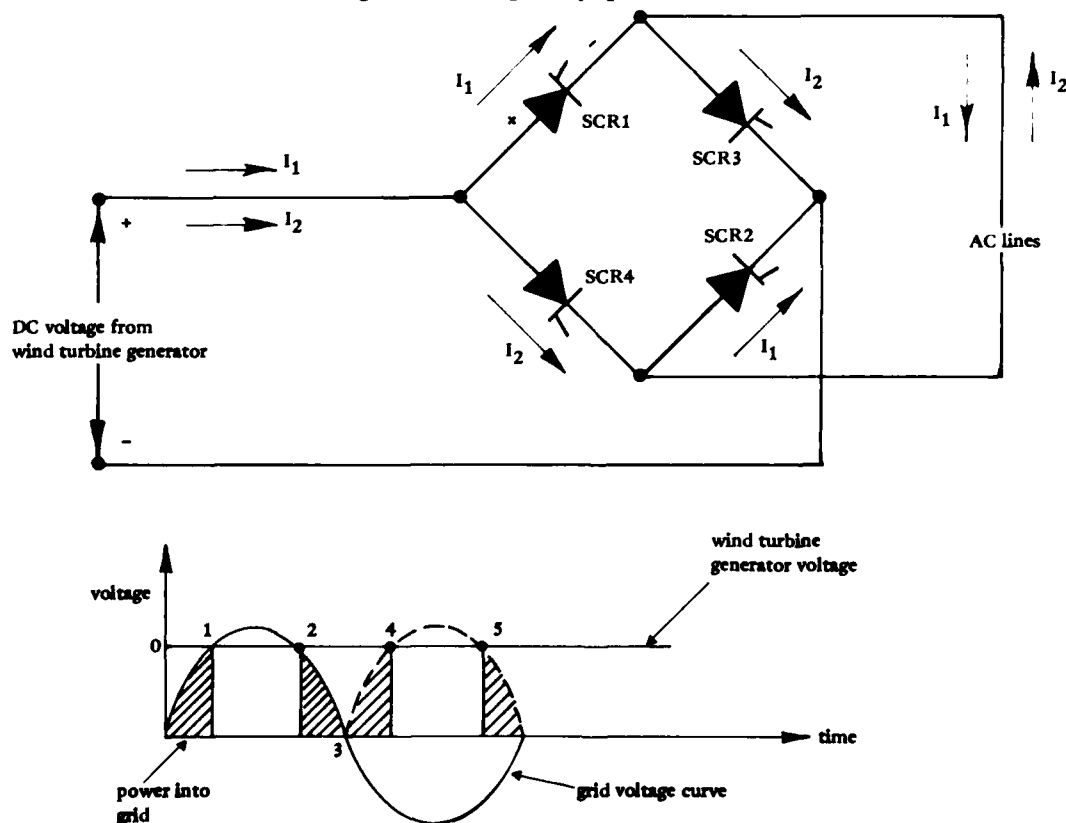 I1
-
I2
SCR1
x
SCR3
I1
I2
I1
+
I2
SCR2
AC lines
SCR4
DC voltage from
wind turbine generator
I2
I1
-
wind turbine
generator voltage
voltage
1
2
4
5
0
3
time
power into
grid
grid voltage curve